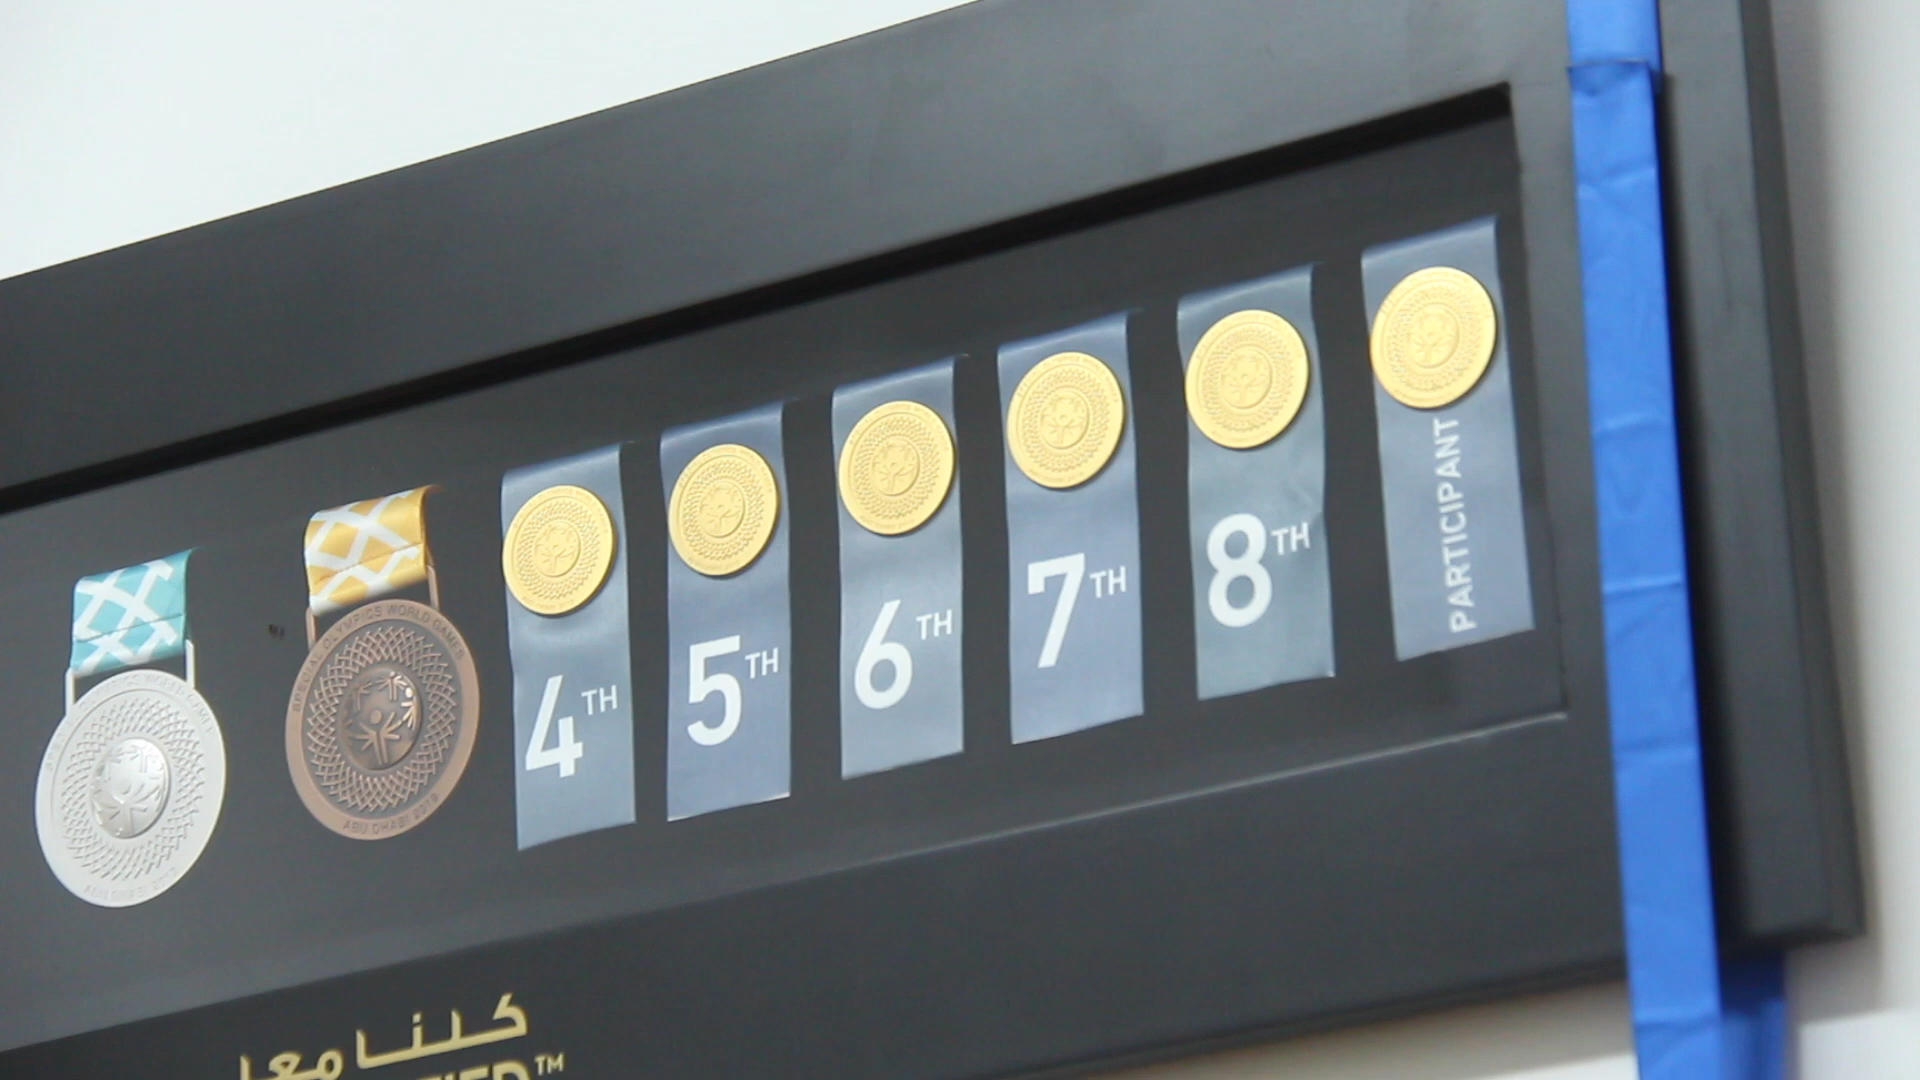 SPECIAL OLYMPICS WORLD GAMES
ABU DHABI 2019
4TH
5TH
6TH
7TH
8TH
PARTICIPANT
كلنا معا